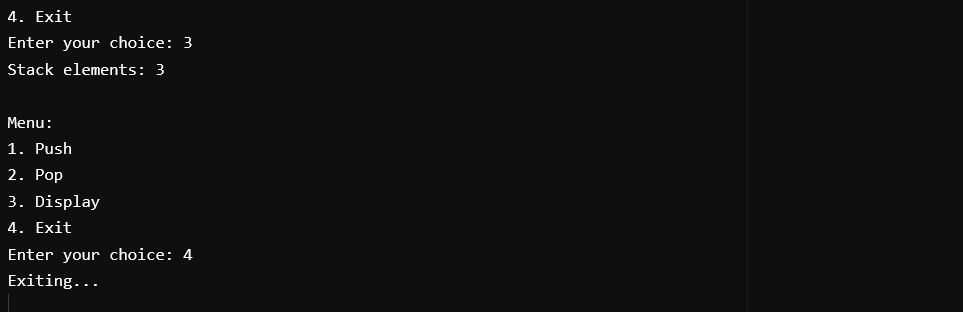 4. Exit
Enter your choice: 3
Stack elements: 3
Menu:
1. Push
2. Pop
3. Display
4. Exit
Enter your choice: 4
Exiting...